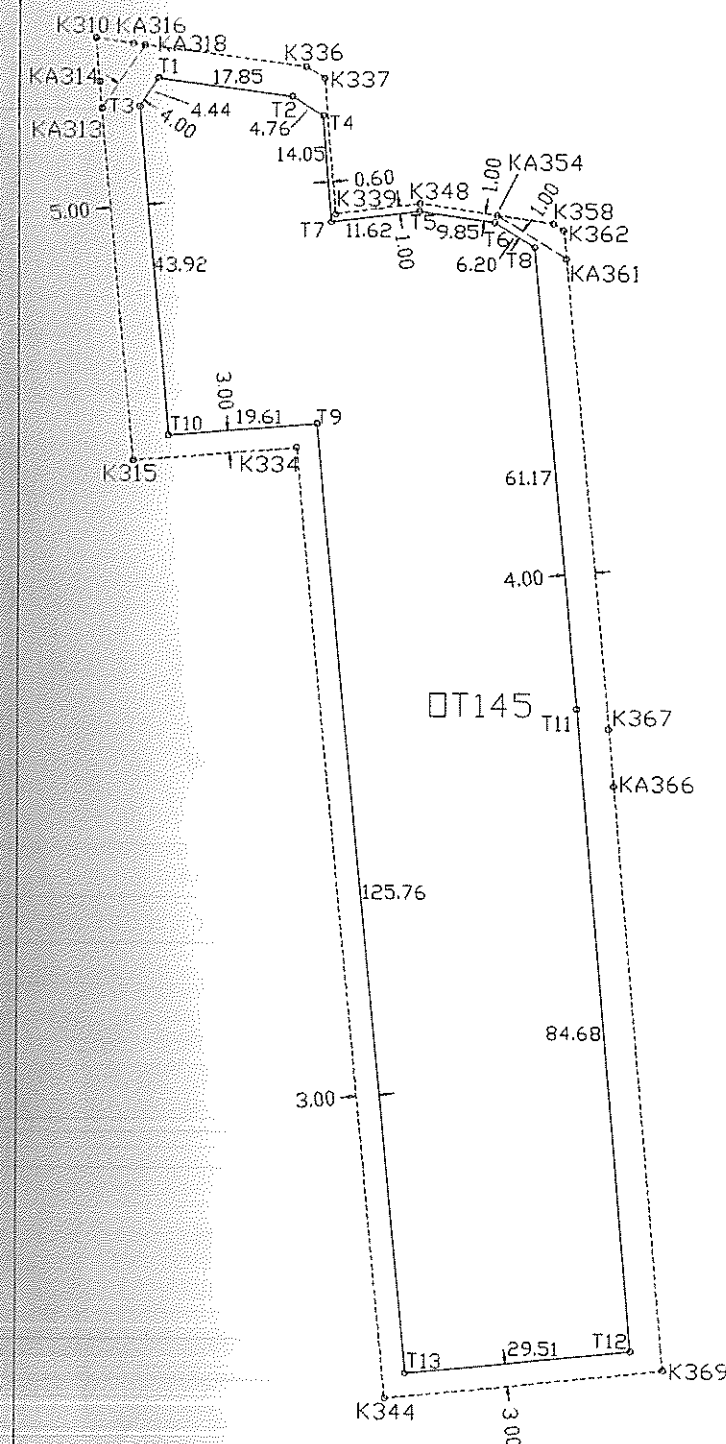 K310 KA316
KA318
K336
KA314
T1
17.85
K337
T3
4.44
T2
4.00
4.76
T4
KA313
14.05
KA354
0.60
1.00
5.00
K339
K348
1.00
K358
T7
T5
K362
11.62
1.00
9.85
T6
43.92
6.20
T8
KA361
3.00
T10
19.61
T9
K315
K334
61.17
4.00
□T145
T11
K367
KA366
125.76
84.68
3.00
T12
T13
29.51
K369
K344
3.00